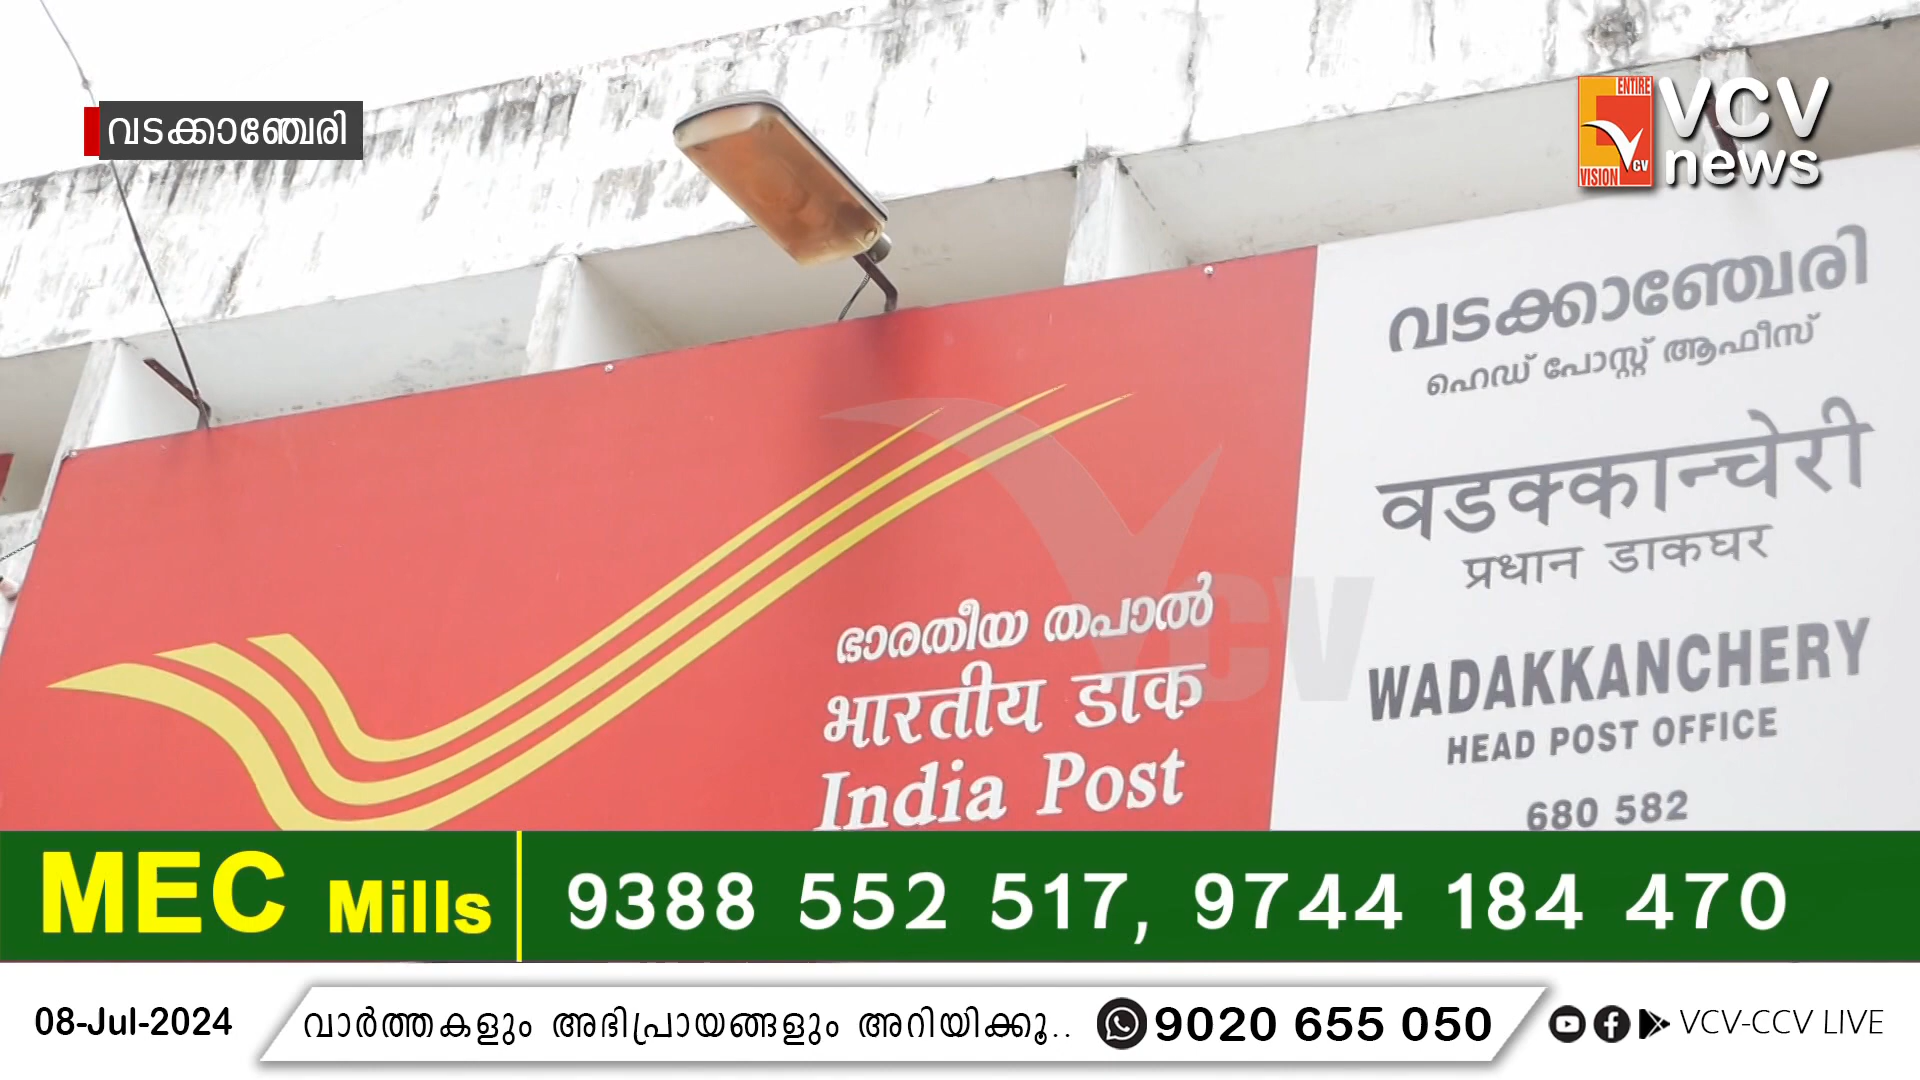 വടക്കാഞ്ചേരി
ENTIRE
VISION
VCV
VCV
news
വടക്കാഞ്ചേരി
ഹെഡ് പോസ്റ്റ് ആഫീസ്
वडक्कान्चेरी
प्रधान डाकघर
WADAKKANCHERY
HEAD POST OFFICE
680 582
ഭാരതീയ തപാൽ
भारतीय डाक
India Post
VCV
MEC Mills
9388 552 517, 9744 184 470
08-Jul-2024
വാർത്തകളും അഭിപ്രായങ്ങളും അറിയിക്കൂ..
9020 655 050
VCV-CCV LIVE